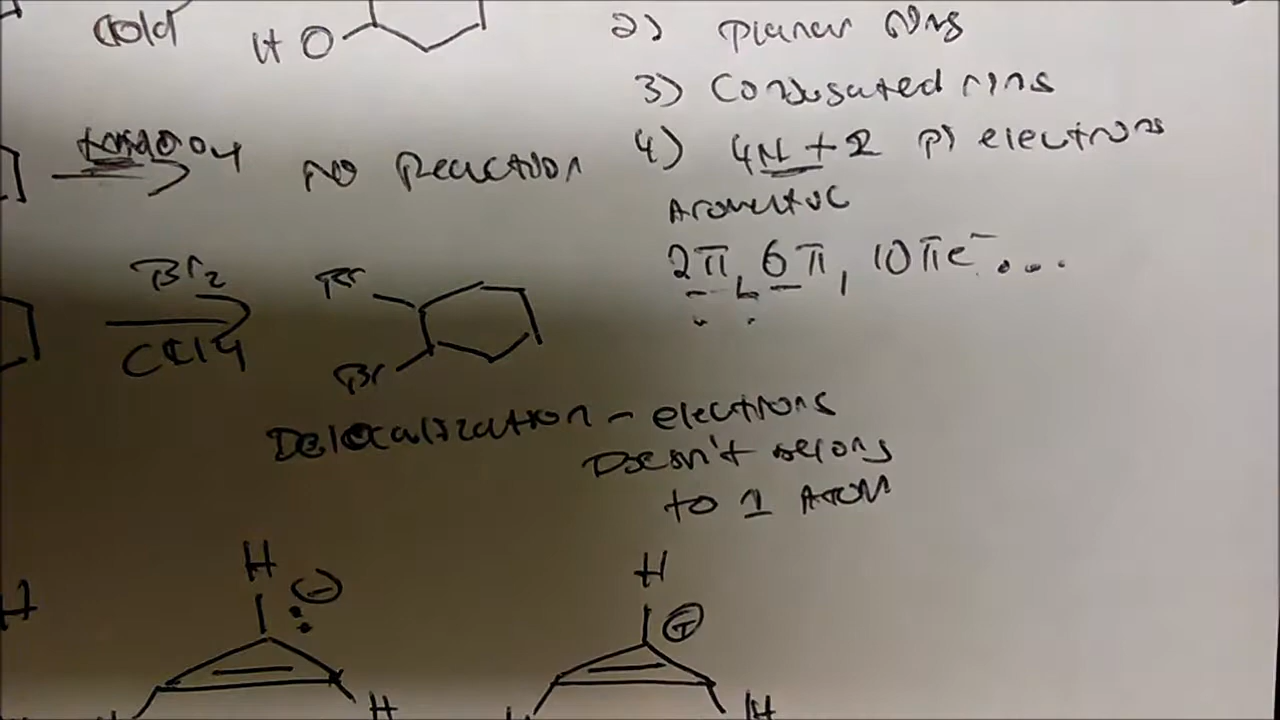 Cold
HO
2) Planar rings
3) Conjugated rings
4) 4N+2 pi electrons
Aromatic
2π, 6π, 10πe⁻...
No Reaction
Br2
CCl4
Br
Br
Delocalization - electrons
Doesn't belong
to 1 Atom
H
H
(-)
H
H
+
H